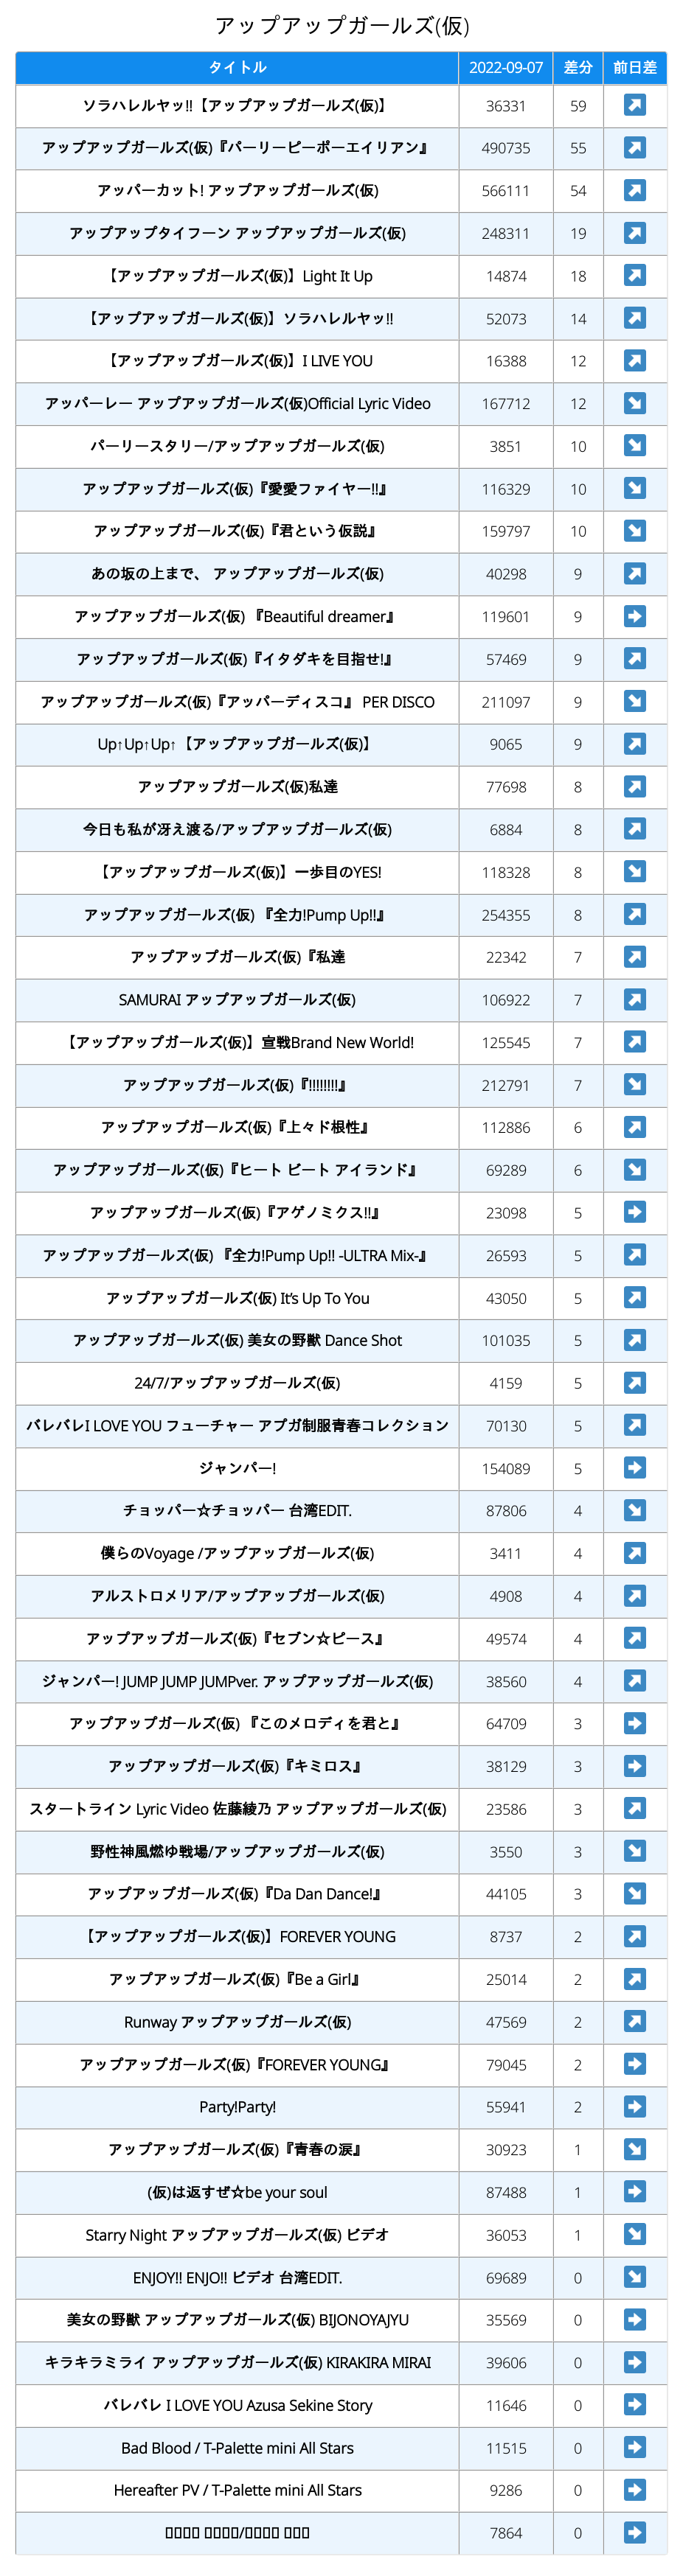 アップアップガールズ(仮)
タイトル 2022-09-07 差分 前日差
ソラハレルヤッ!!【アップアップガールズ(仮)】 36331 59
アップアップガールズ(仮)『パーリーピーポーエイリアン』 490735 55
アッパーカット! アップアップガールズ(仮) 566111 54
アップアップタイフーン アップアップガールズ(仮) 248311 19
【アップアップガールズ(仮)】Light It Up 14874 18
【アップアップガールズ(仮)】ソラハレルヤッ!! 52073 14
【アップアップガールズ(仮)】I LIVE YOU 16388 12
アッパーレー アップアップガールズ(仮)Official Lyric Video 167712 12
パーリースタリー/アップアップガールズ(仮) 3851 10
アップアップガールズ(仮)『愛愛ファイヤー!!』 116329 10
アップアップガールズ(仮)『君という仮説』 159797 10
あの坂の上まで、 アップアップガールズ(仮) 40298 9
アップアップガールズ(仮) 『Beautiful dreamer』 119601 9
アップアップガールズ(仮)『イタダキを目指せ!』 57469 9
アップアップガールズ(仮)『アッパーディスコ』 PER DISCO 211097 9
Up↑Up↑Up↑【アップアップガールズ(仮)】 9065 9
アップアップガールズ(仮)私達 77698 8
今日も私が冴え渡る/アップアップガールズ(仮) 6884 8
【アップアップガールズ(仮)】一歩目のYES! 118328 8
アップアップガールズ(仮) 『全力!Pump Up!!』 254355 8
アップアップガールズ(仮)『私達 22342 7
SAMURAI アップアップガールズ(仮) 106922 7
【アップアップガールズ(仮)】宣戦Brand New World! 125545 7
アップアップガールズ(仮)『!!!!!!!!』 212791 7
アップアップガールズ(仮)『上々ド根性』 112886 6
アップアップガールズ(仮)『ヒート ビート アイランド』 69289 6
アップアップガールズ(仮)『アゲノミクス!!』 23098 5
アップアップガールズ(仮) 『全力!Pump Up!! -ULTRA Mix-』 26593 5
アップアップガールズ(仮) It's Up To You 43050 5
アップアップガールズ(仮) 美女の野獣 Dance Shot 101035 5
24/7/アップアップガールズ(仮) 4159 5
バレバレI LOVE YOU フューチャー アプガ制服青春コレクション 70130 5
ジャンパー! 154089 5
チョッパー☆チョッパー 台湾EDIT. 87806 4
僕らのVoyage /アップアップガールズ(仮) 3411 4
アルストロメリア/アップアップガールズ(仮) 4908 4
アップアップガールズ(仮)『セブン☆ピース』 49574 4
ジャンパー! JUMP JUMP JUMPver. アップアップガールズ(仮) 38560 4
アップアップガールズ(仮) 『このメロディを君と』 64709 3
アップアップガールズ(仮)『キミロス』 38129 3
スタートライン Lyric Video 佐藤綾乃 アップアップガールズ(仮) 23586 3
野性神風燃ゆ戦場/アップアップガールズ(仮) 3550 3
アップアップガールズ(仮)『Da Dan Dance!』 44105 3
【アップアップガールズ(仮)】FOREVER YOUNG 8737 2
アップアップガールズ(仮)『Be a Girl』 25014 2
Runway アップアップガールズ(仮) 47569 2
アップアップガールズ(仮)『FOREVER YOUNG』 79045 2
Party!Party! 55941 2
アップアップガールズ(仮)『青春の涙』 30923 1
(仮)は返すぜ☆be your soul 87488 1
Starry Night アップアップガールズ(仮) ビデオ 36053 1
ENJOY!! ENJO!! ビデオ 台湾EDIT. 69689 0
美女の野獣 アップアップガールズ(仮) BIJONOYAJYU 35569 0
キラキラミライ アップアップガールズ(仮) KIRAKIRA MIRAI 39606 0
バレバレ I LOVE YOU Azusa Sekine Story 11646 0
Bad Blood / T-Palette mini All Stars 11515 0
Hereafter PV / T-Palette mini All Stars 9286 0
7864 0